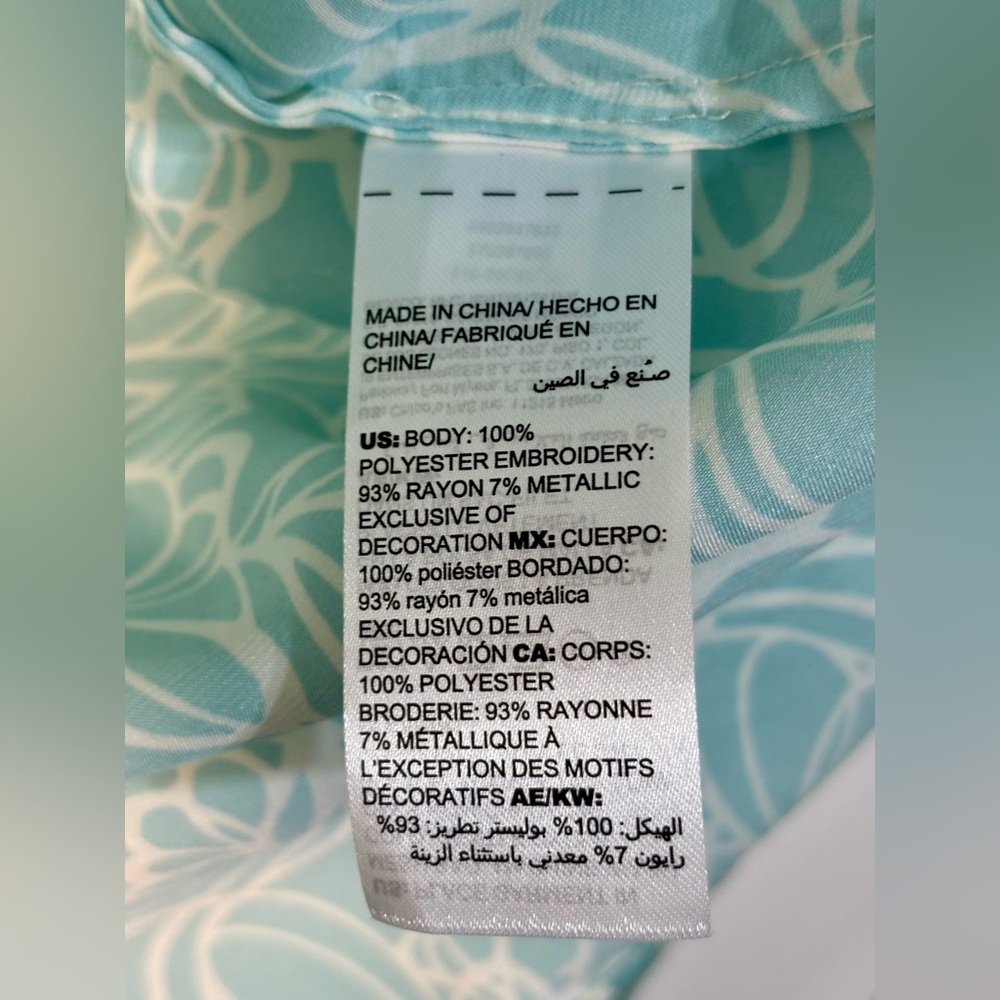 MADE IN CHINA/ HECHO EN
CHINA/ FABRIQUÉ EN
CHINE/
صُنع في الصين
US: BODY: 100%
POLYESTER EMBROIDERY:
93% RAYON 7% METALLIC
EXCLUSIVE OF
DECORATION MX: CUERPO:
100% poliéster BORDADO:
93% rayón 7% metálica
EXCLUSIVO DE LA
DECORACIÓN CA: CORPS:
100% POLYESTER
BRODERIE: 93% RAYONNE
7% MÉTALLIQUE À
L'EXCEPTION DES MOTIFS
DÉCORATIFS AE/KW:
الهيكل: 100% بوليستر تطريز: 93%
رايون 7% معدني باستثناء الزينة